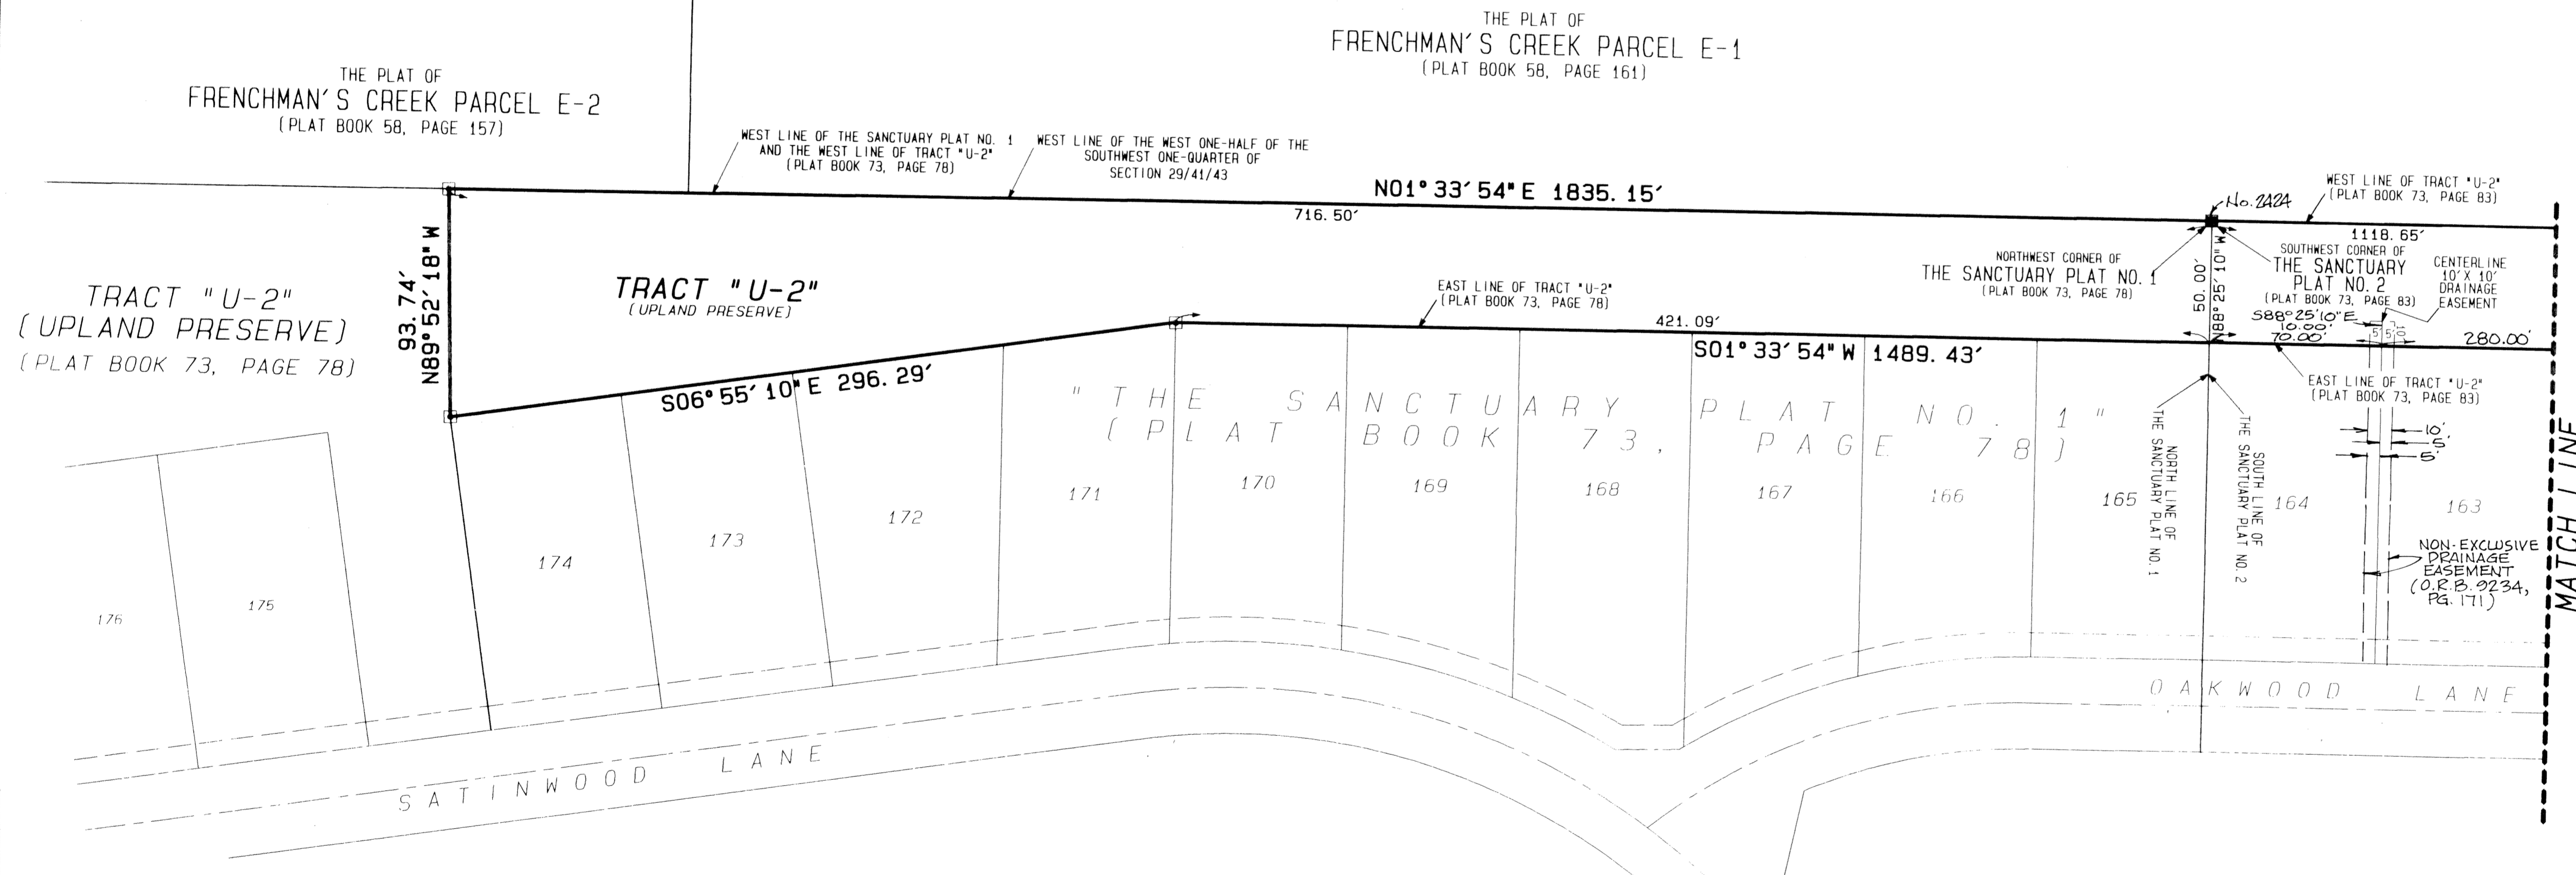 THE PLAT OF
FRENCHMAN'S CREEK PARCEL E-1
(PLAT BOOK 58, PAGE 161)
THE PLAT OF
FRENCHMAN'S CREEK PARCEL E-2
(PLAT BOOK 58, PAGE 157)
WEST LINE OF THE SANCTUARY PLAT NO. 1
AND THE WEST LINE OF TRACT "U-2"
(PLAT BOOK 73, PAGE 78)
WEST LINE OF THE WEST ONE-HALF OF THE
SOUTHWEST ONE-QUARTER OF
SECTION 29/41/43
N01°33'54"E 1835.15'
716.50'
No. 2424
WEST LINE OF TRACT "U-2"
(PLAT BOOK 73, PAGE 83)
1118.65'
NORTHWEST CORNER OF
THE SANCTUARY PLAT NO. 1
(PLAT BOOK 73, PAGE 78)
50.00'
N88°25'10"W
SOUTHWEST CORNER OF
THE SANCTUARY
PLAT NO. 2
(PLAT BOOK 73, PAGE 83)
CENTERLINE
10' X 10'
DRAINAGE
EASEMENT
S88°25'10"E
10.00'
70.00'
5'
5'
10'
280.00'
93.74'
N89°52'18"W
TRACT "U-2"
(UPLAND PRESERVE)
(PLAT BOOK 73, PAGE 78)
TRACT "U-2"
(UPLAND PRESERVE)
EAST LINE OF TRACT "U-2"
(PLAT BOOK 73, PAGE 78)
421.09'
S01°33'54"W 1489.43'
S06°55'10"E 296.29'
EAST LINE OF TRACT "U-2"
(PLAT BOOK 73, PAGE 83)
"THE SANCTUARY PLAT NO. 1"
(PLAT BOOK 73, PAGE 78)
NORTH LINE OF
THE SANCTUARY PLAT NO. 1
SOUTH LINE OF
THE SANCTUARY PLAT NO. 2
10'
5'
5'
176
175
174
173
172
171
170
169
168
167
166
165
164
163
NON-EXCLUSIVE
DRAINAGE
EASEMENT
(O.R.B. 9234,
PG. 171)
MATCH LINE
OAKWOOD LANE
SATINWOOD LANE